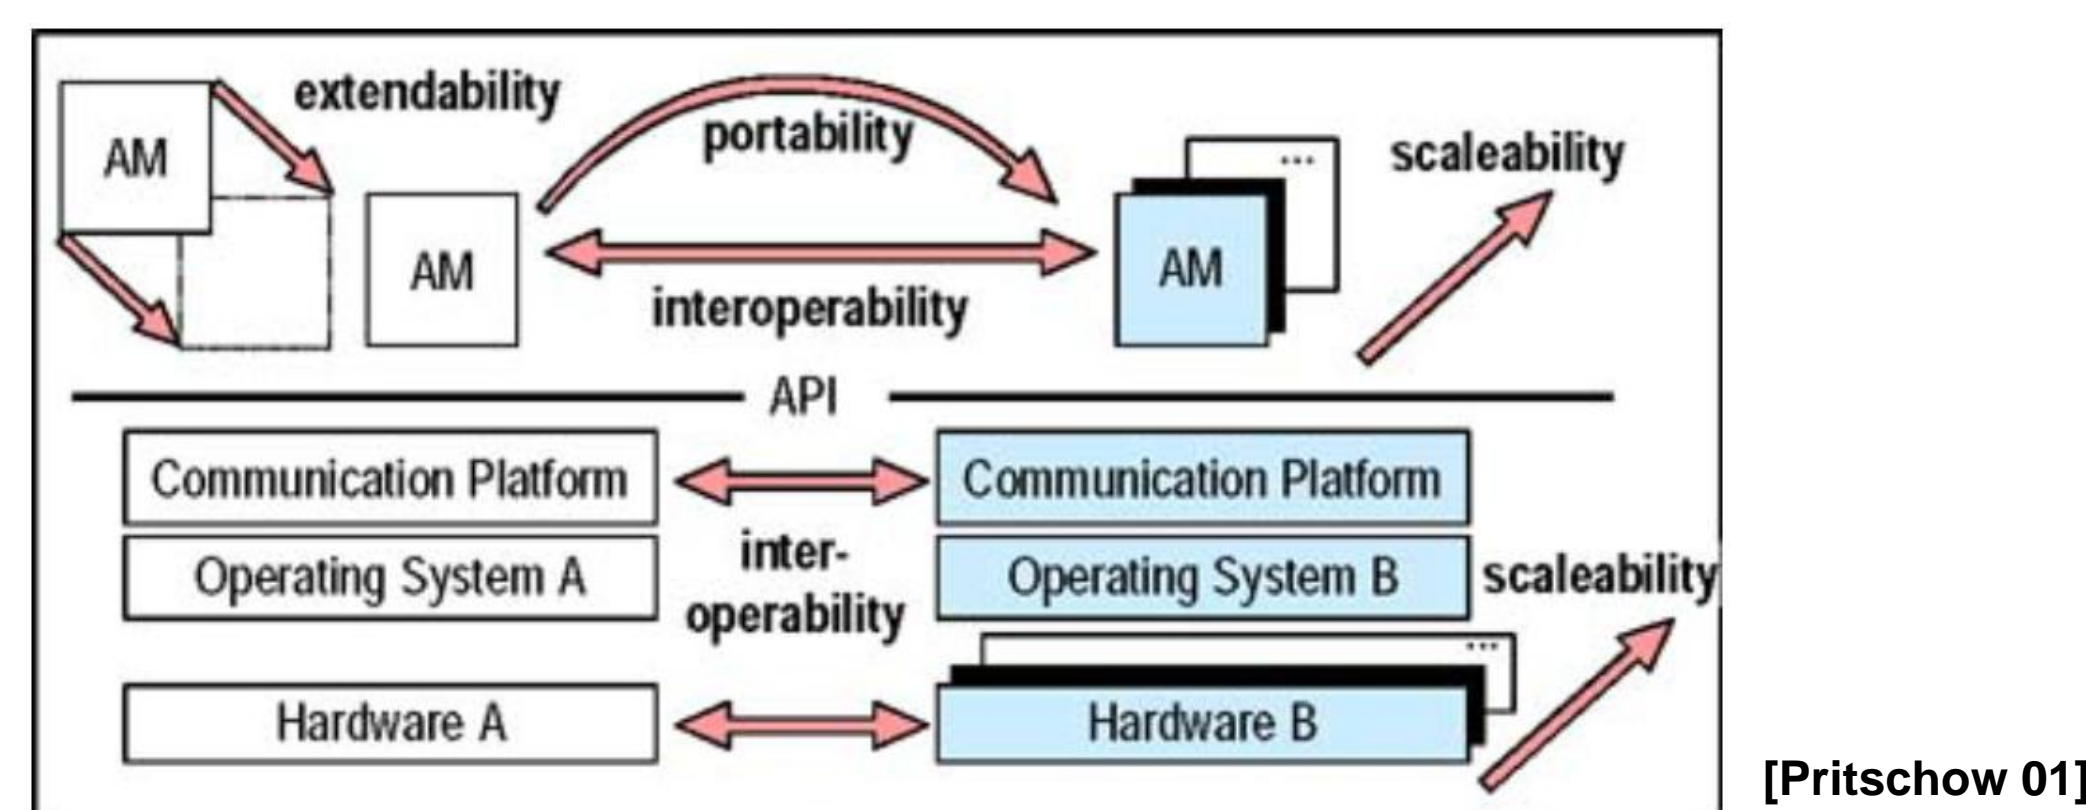 extendability
AM
portability
...
scaleability
AM
AM
interoperability
API
Communication Platform
Communication Platform
inter-
operability
Operating System A
Operating System B
scaleability
...
Hardware A
Hardware B
[Pritschow 01]